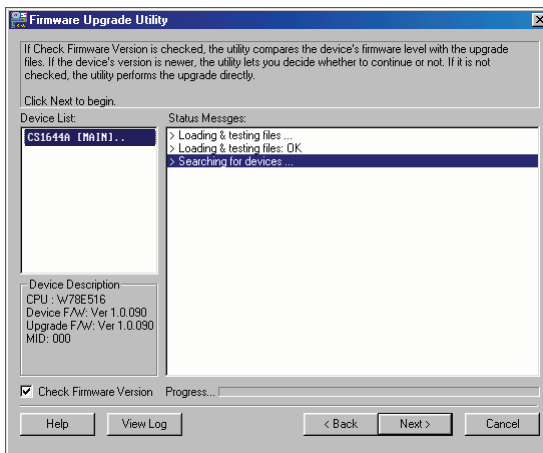 Firmware Upgrade Utility
If Check Firmware Version is checked, the utility compares the device's firmware level with the upgrade
files. If the device's version is newer, the utility lets you decide whether to continue or not. If it is not
checked, the utility performs the upgrade directly.
Click Next to begin.
Device List:
CS1644A [MAIN]..
Status Messges:
> Loading & testing files ...
> Loading & testing files: OK
> Searching for devices ...
Device Description
CPU : W78E516
Device F/W: Ver 1.0.090
Upgrade F/W: Ver 1.0.090
MID: 000
Check Firmware Version Progress...
Help View Log < Back Next > Cancel